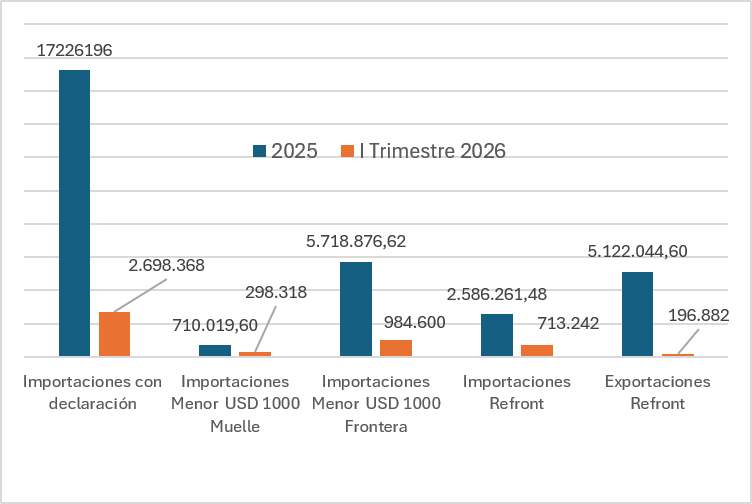 17226196
2025
I Trimestre 2026
5.718.876,62
5.122.044,60
2.698.368
298.318
2.586.261,48
710.019,60
984.600
713.242
196.882
Importaciones con
declaración
Importaciones
Menor USD 1000
Muelle
Importaciones
Menor USD 1000
Frontera
Importaciones
Refront
Exportaciones
Refront